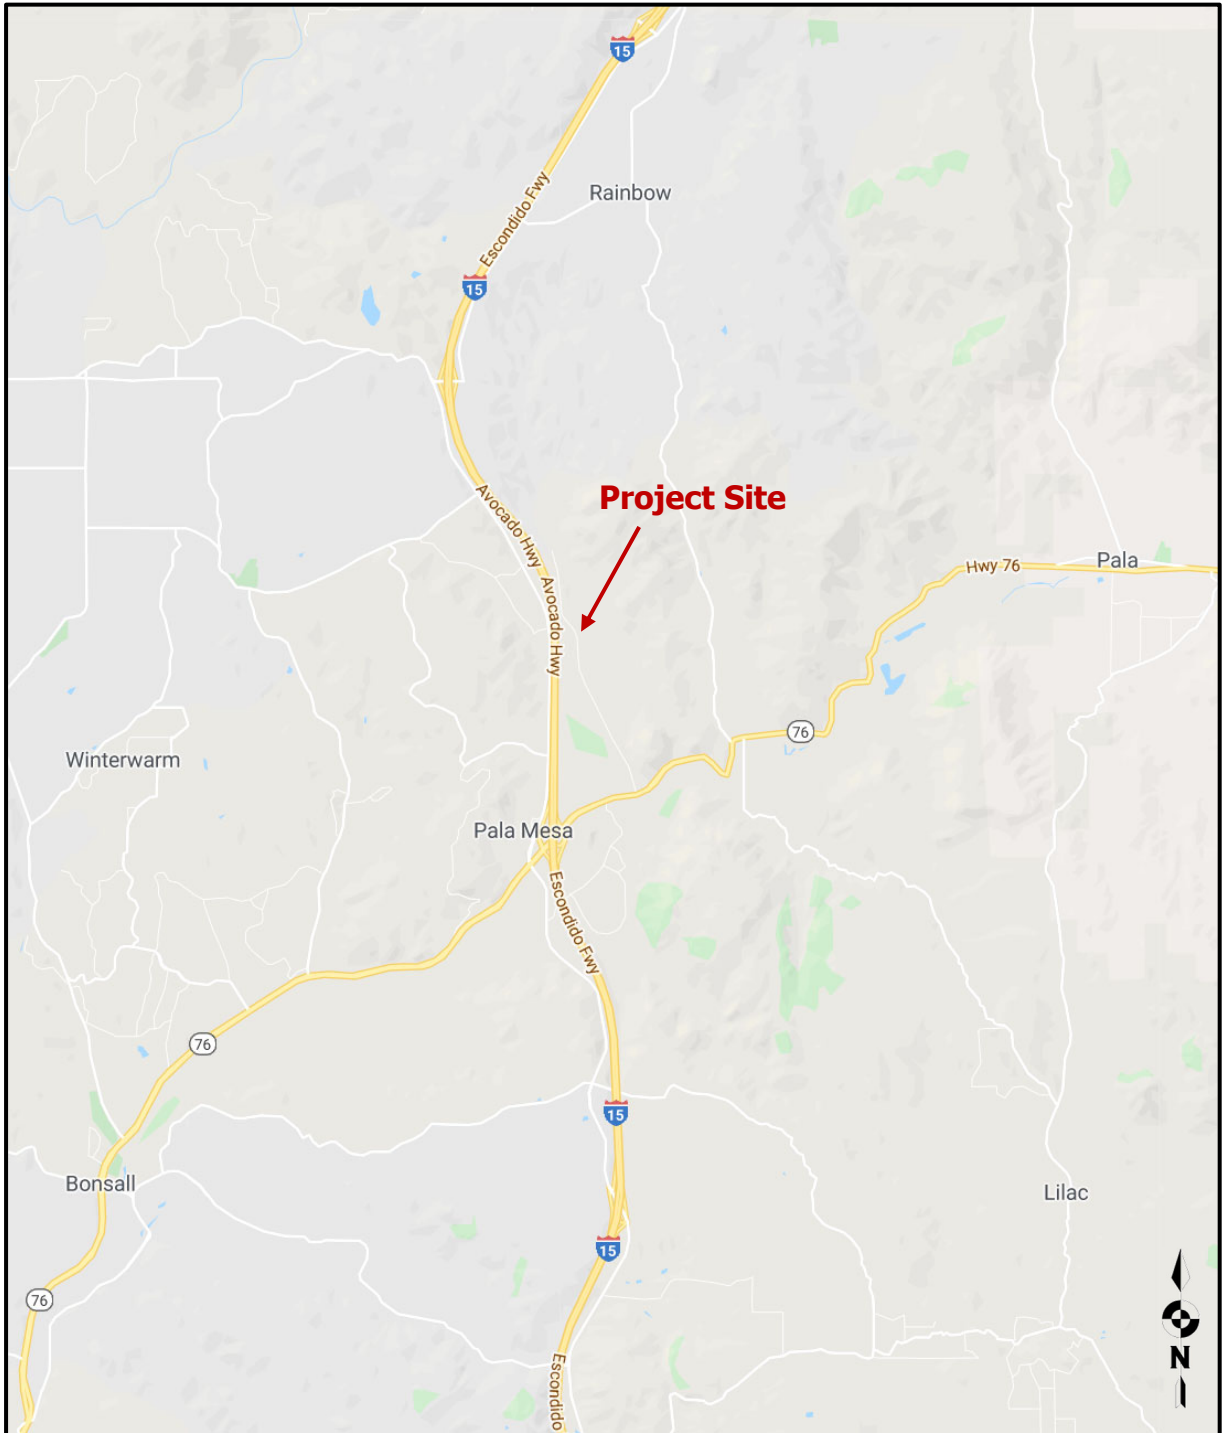 15
Rainbow
Escondido Fwy
15
Project Site
Avocado Hwy
Avocado Hwy
Hwy 76
Pala
76
Winterwarm
Pala Mesa
Escondido Fwy
76
15
Bonsall
Lilac
15
76
N
Escondido